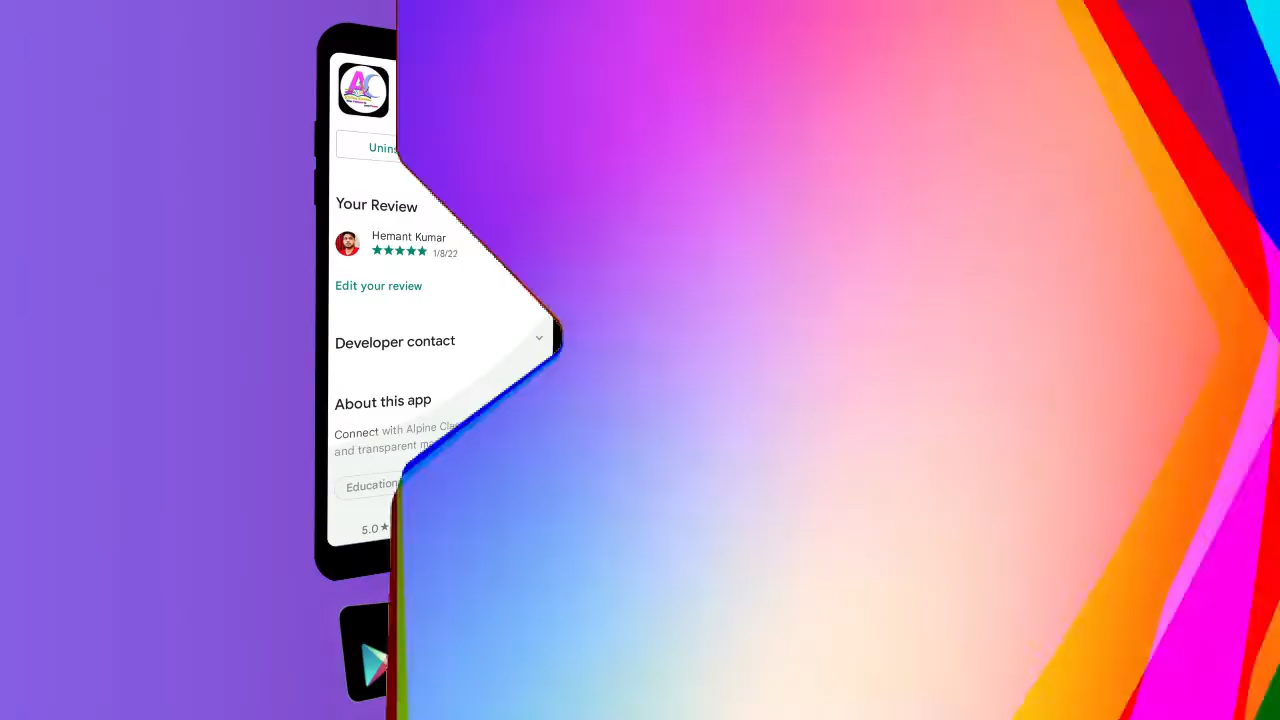 AC
Unins
Your Review
Hemant Kumar
★★★★★ 1/8/22
Edit your review
Developer contact
About this app
Connect with Alpine Cla
and transparent
Education
5.0★